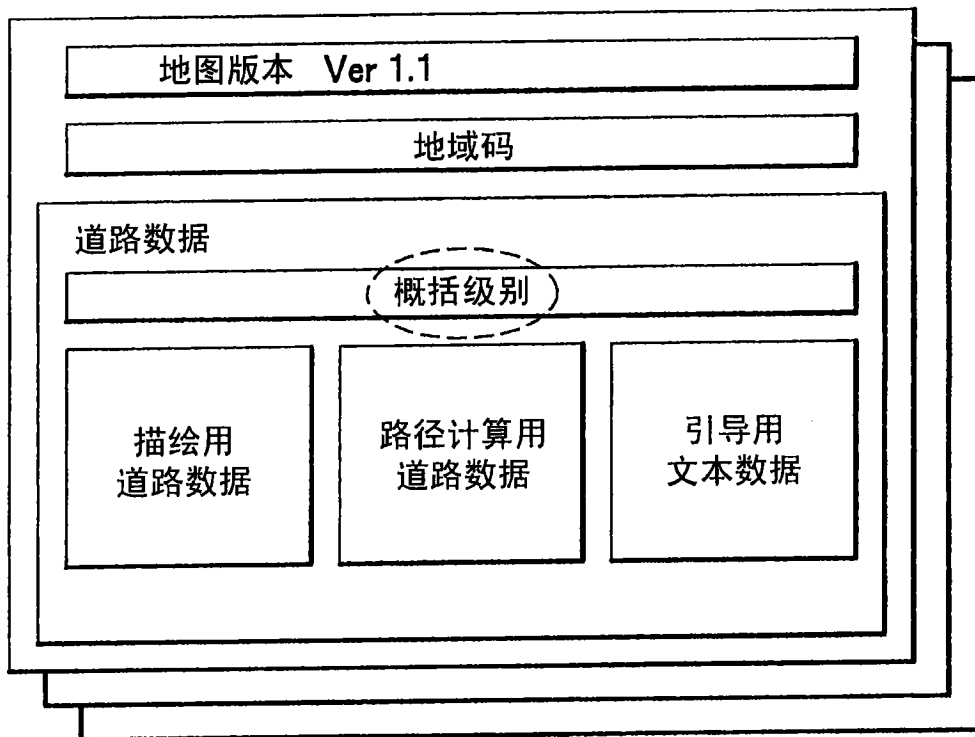 地图版本 Ver 1.1
地域码
道路数据
概括级别
描绘用
道路数据
路径计算用
道路数据
引导用
文本数据